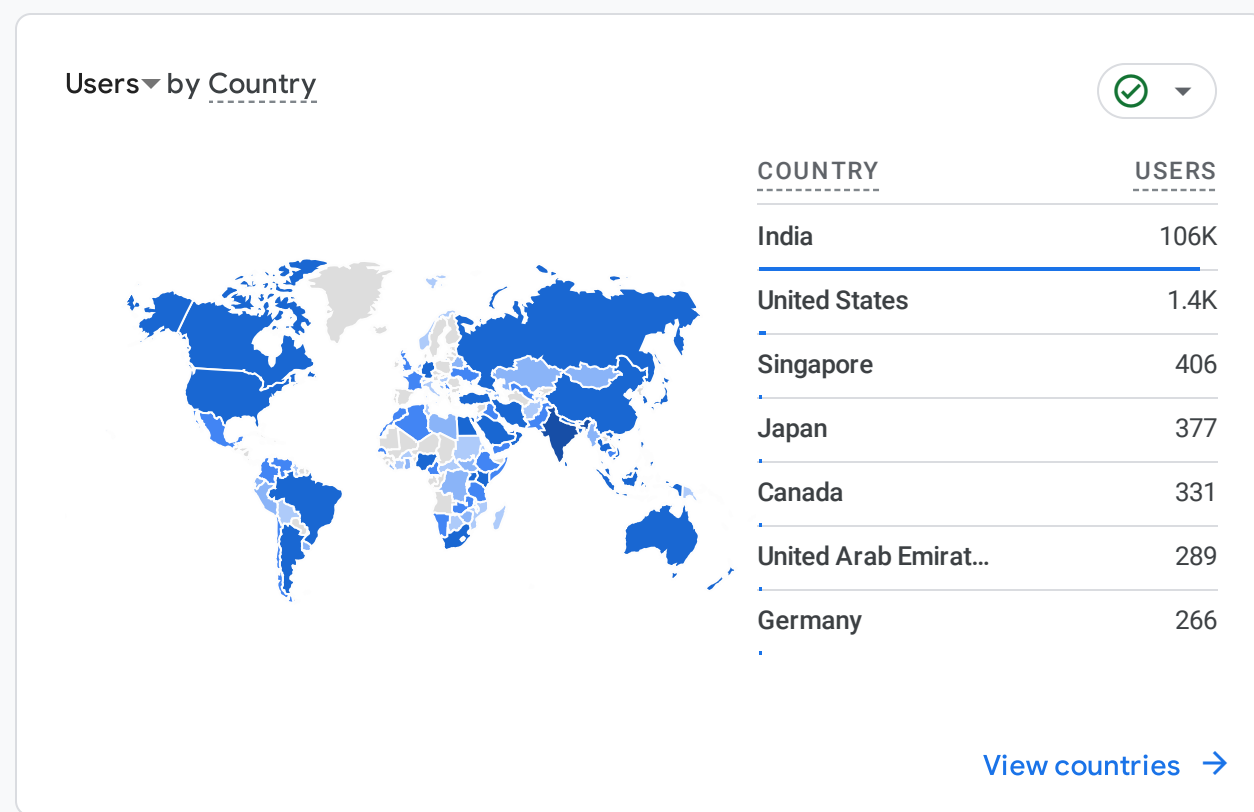 Users by Country
COUNTRY USERS
India 106K
United States 1.4K
Singapore 406
Japan 377
Canada 331
United Arab Emirat... 289
Germany 266
View countries